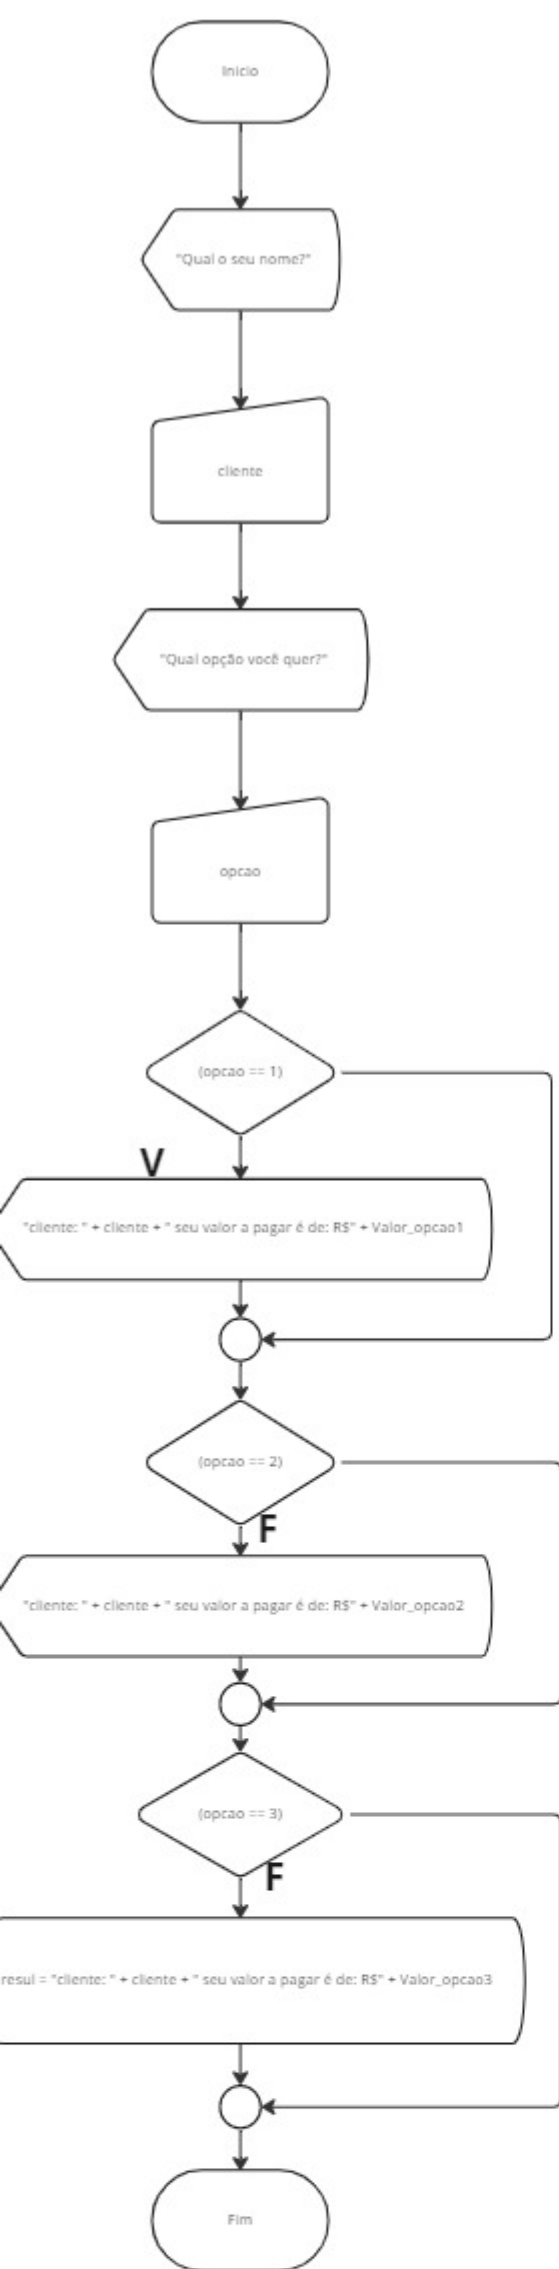 Início
"Qual o seu nome?"
cliente
"Qual opção você quer?"
opcao
(opcao == 1)
V
"cliente: " + cliente + " seu valor a pagar é de: R$" + Valor_opcao1
(opcao == 2)
F
"cliente: " + cliente + " seu valor a pagar é de: R$" + Valor_opcao2
(opcao == 3)
F
resul = "cliente: " + cliente + " seu valor a pagar é de: R$" + Valor_opcao3
Fim